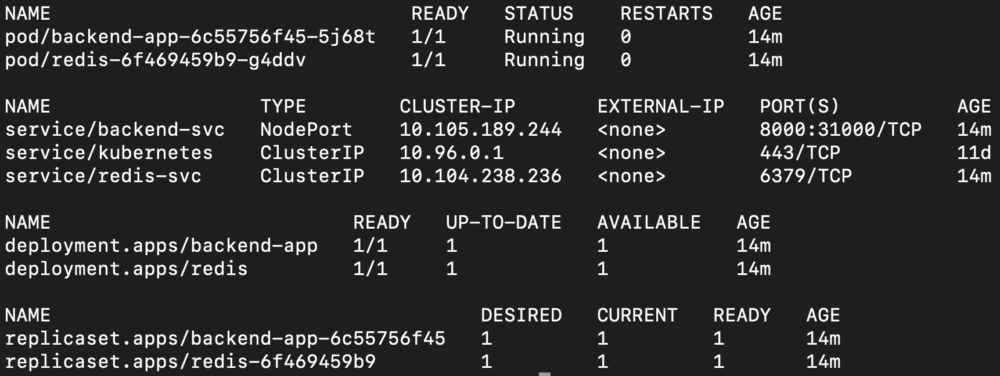 NAME READY STATUS RESTARTS AGE
pod/backend-app-6c55756f45-5j68t 1/1 Running 0 14m
pod/redis-6f469459b9-g4ddv 1/1 Running 0 14m
NAME TYPE CLUSTER-IP EXTERNAL-IP PORT(S) AGE
service/backend-svc NodePort 10.105.189.244 <none> 8000:31000/TCP 14m
service/kubernetes ClusterIP 10.96.0.1 <none> 443/TCP 11d
service/redis-svc ClusterIP 10.104.238.236 <none> 6379/TCP 14m
NAME READY UP-TO-DATE AVAILABLE AGE
deployment.apps/backend-app 1/1 1 1 14m
deployment.apps/redis 1/1 1 1 14m
NAME DESIRED CURRENT READY AGE
replicaset.apps/backend-app-6c55756f45 1 1 1 14m
replicaset.apps/redis-6f469459b9 1 1 1 14m